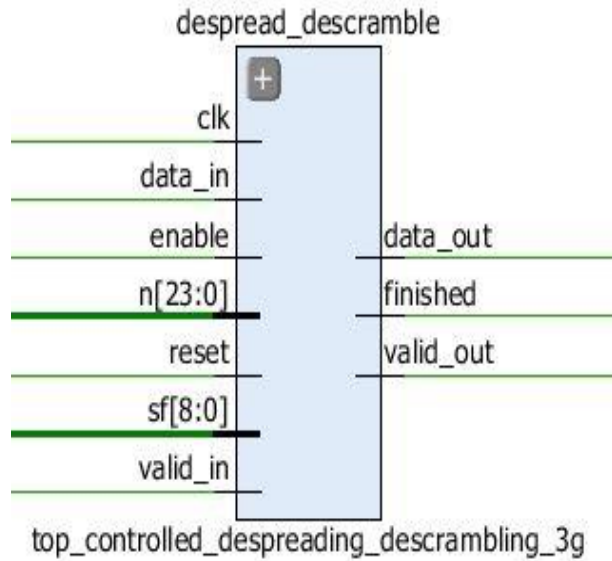 despread_descramble
clk
data_in
enable
data_out
n[23:0]
finished
reset
valid_out
sf[8:0]
valid_in
top_controlled_despreading_descrambling_3g